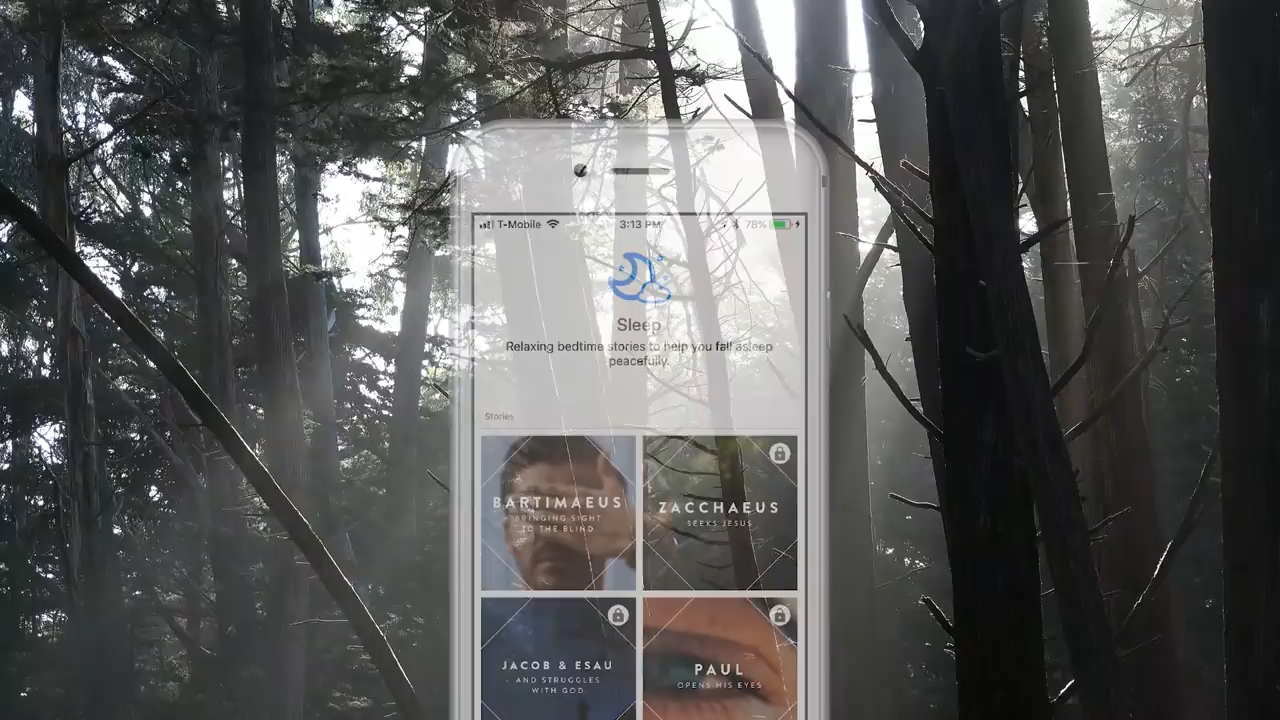 T-Mobile 3:13 PM 78%
Sleep
Relaxing bedtime stories to help you fall asleep
peacefully.
Stories
BARTIMAEUS
BRINGING SIGHT
TO THE BLIND
ZACCHAEUS
SEEKS JESUS
JACOB & ESAU
AND STRUGGLES
WITH GOD
PAUL
OPENS HIS EYES